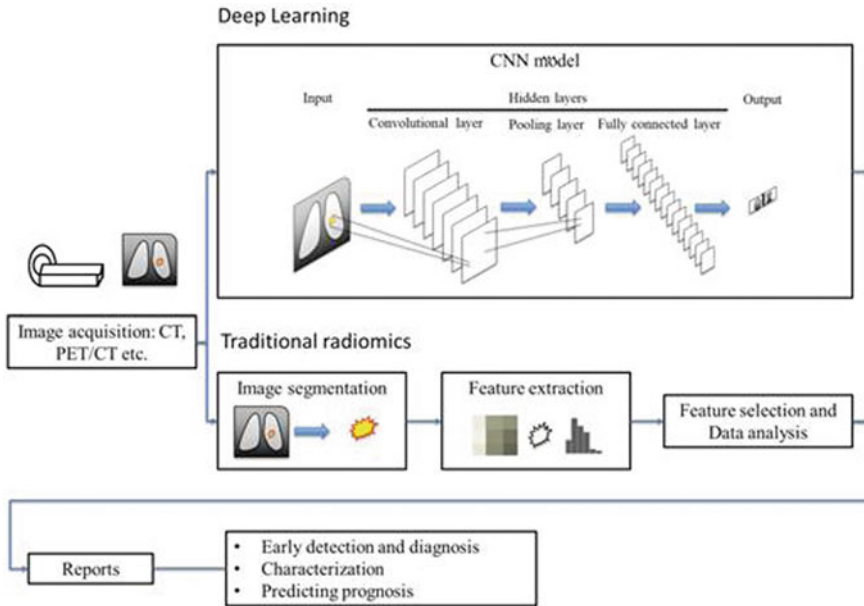 Deep Learning
CNN model
Input
Hidden layers
Output
Convolutional layer
Pooling layer
Fully connected layer
Image acquisition: CT,
PET/CT etc.
Traditional radiomics
Image segmentation
Feature extraction
Feature selection and
Data analysis
Reports
• Early detection and diagnosis
• Characterization
• Predicting prognosis